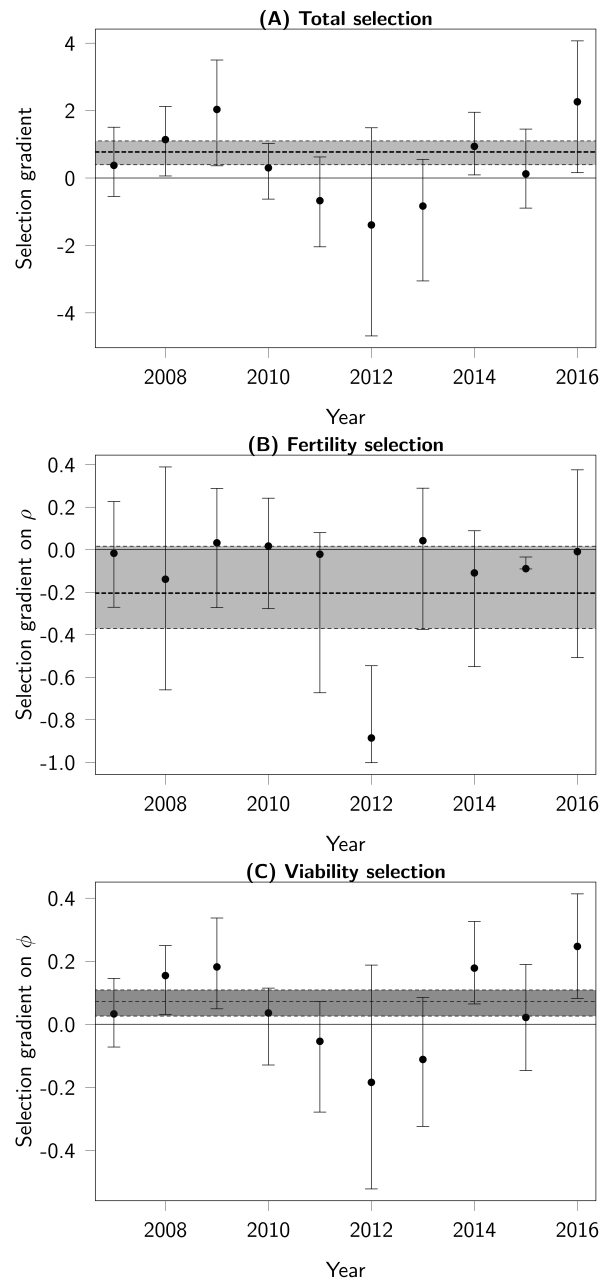 (A) Total selection
Selection gradient
4
2
0
-2
-4
2008 2010 2012 2014 2016
Year
(B) Fertility selection
Selection gradient on ρ
0.4
0.2
0.0
-0.2
-0.4
-0.6
-0.8
-1.0
2008 2010 2012 2014 2016
Year
(C) Viability selection
Selection gradient on ϕ
0.4
0.2
0.0
-0.2
-0.4
2008 2010 2012 2014 2016
Year